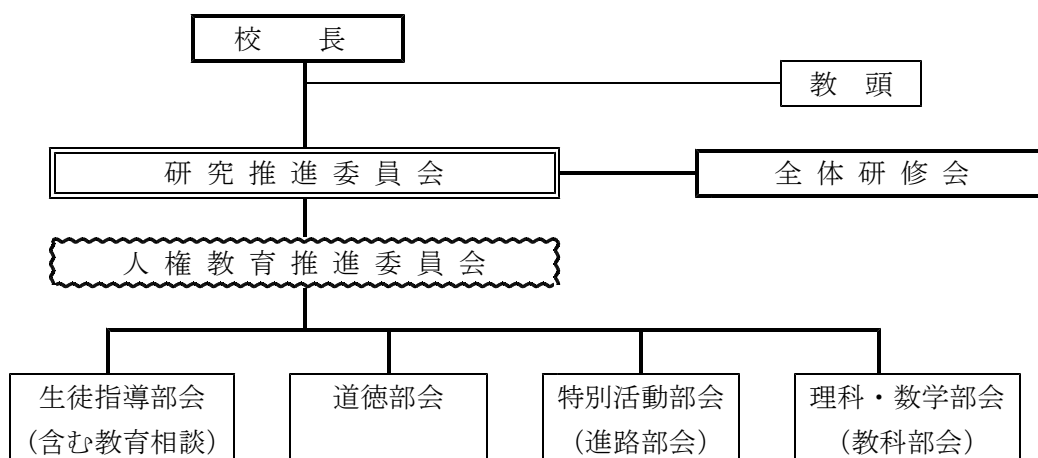 校　　長
教　頭
研 究 推 進 委 員 会
全 体 研 修 会
人 権 教 育 推 進 委 員 会
生徒指導部会
(含む教育相談)
道徳部会
特別活動部会
(進路部会)
理科・数学部会
(教科部会)